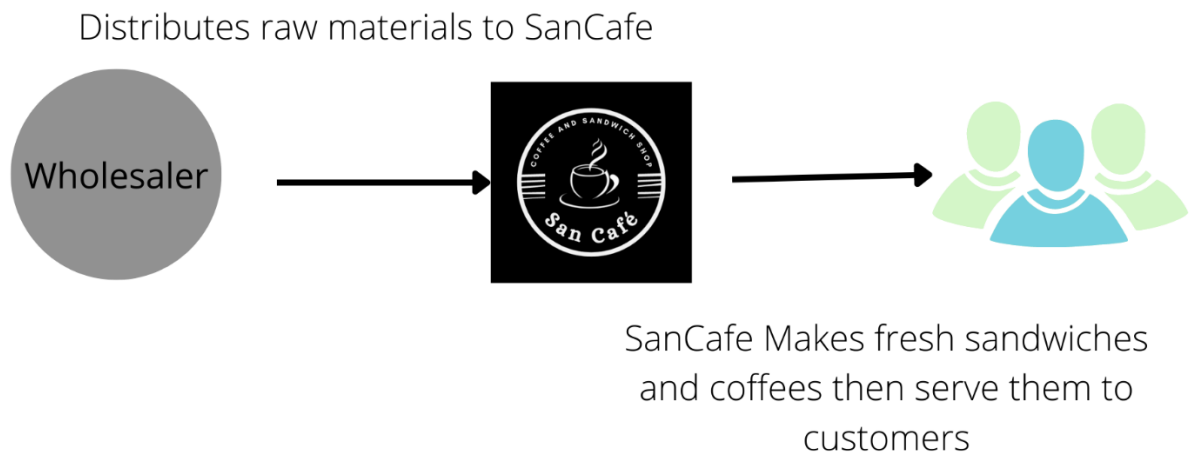 Distributes raw materials to SanCafe
Wholesaler
COFFEE AND SANDWICH SHOP
San Café
SanCafe Makes fresh sandwiches
and coffees then serve them to
customers